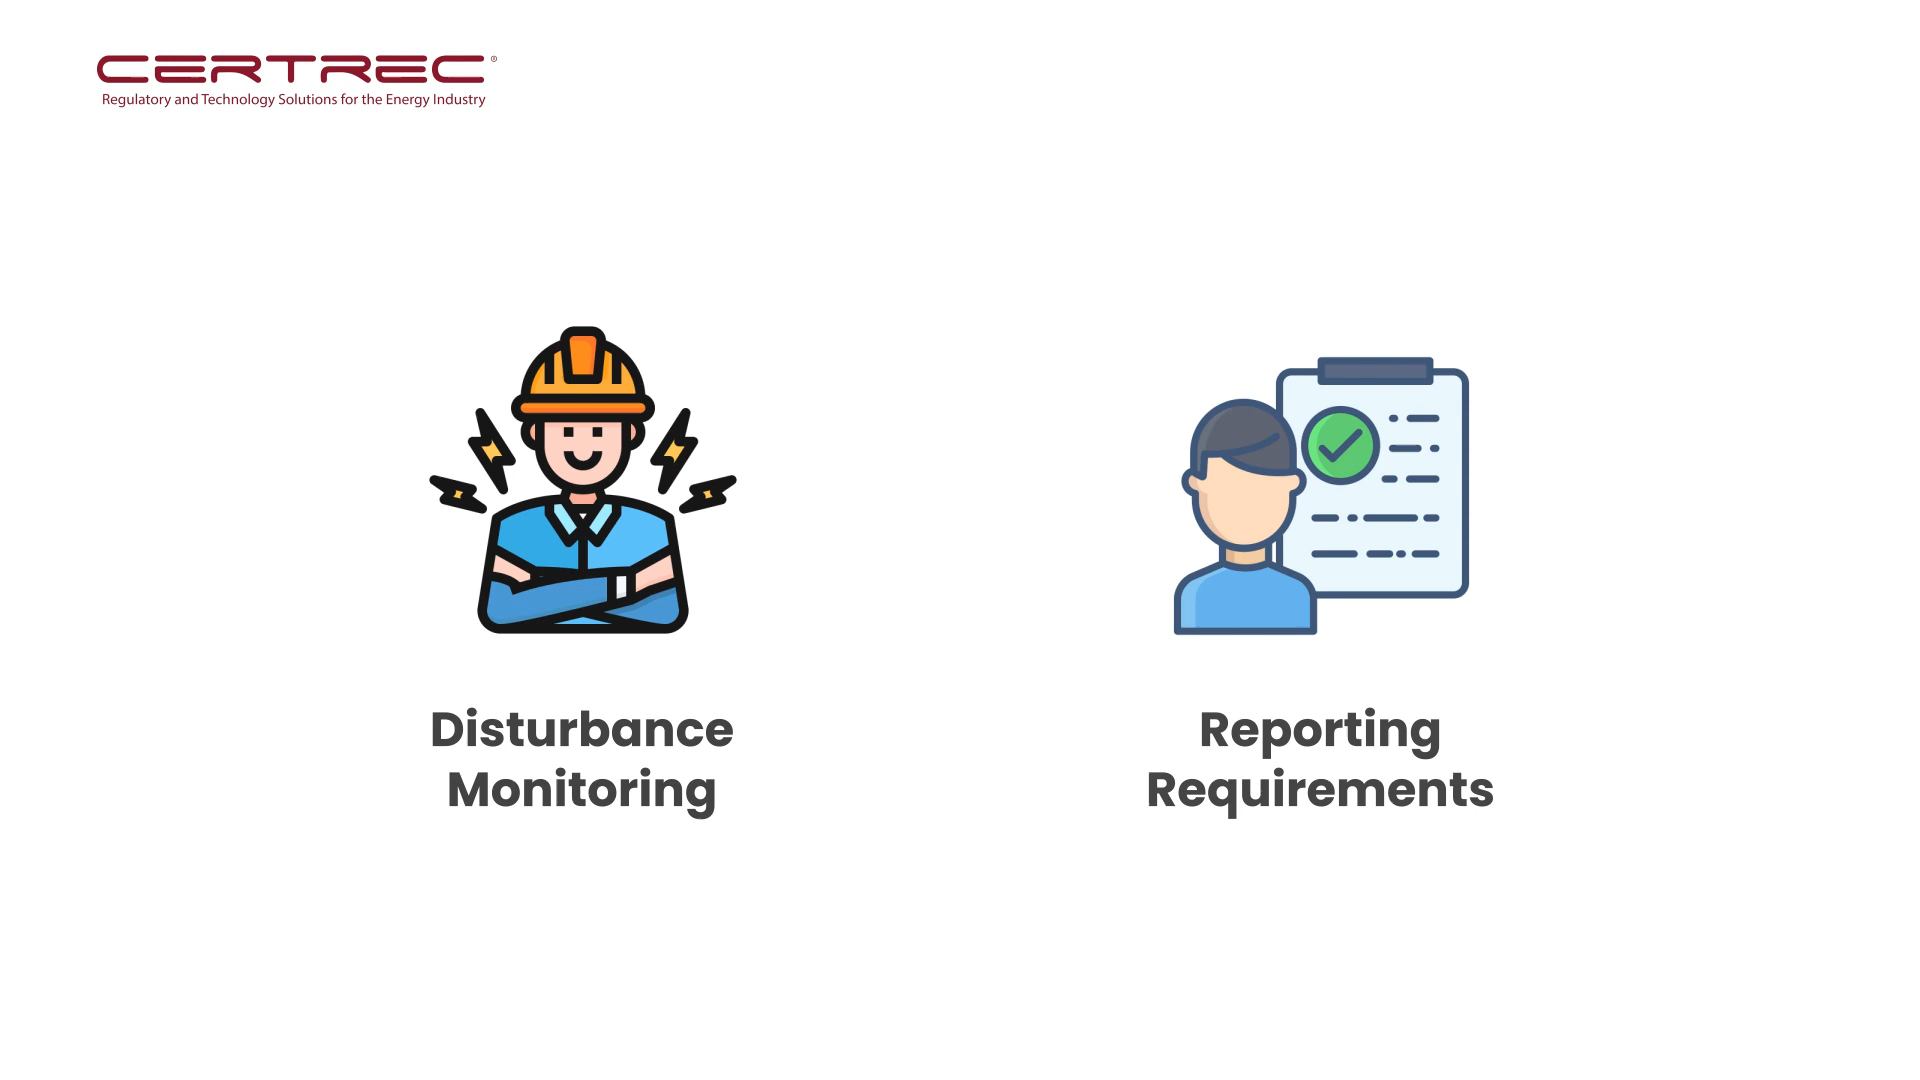 CERTREC®
Regulatory and Technology Solutions for the Energy Industry
Disturbance
Monitoring
Reporting
Requirements